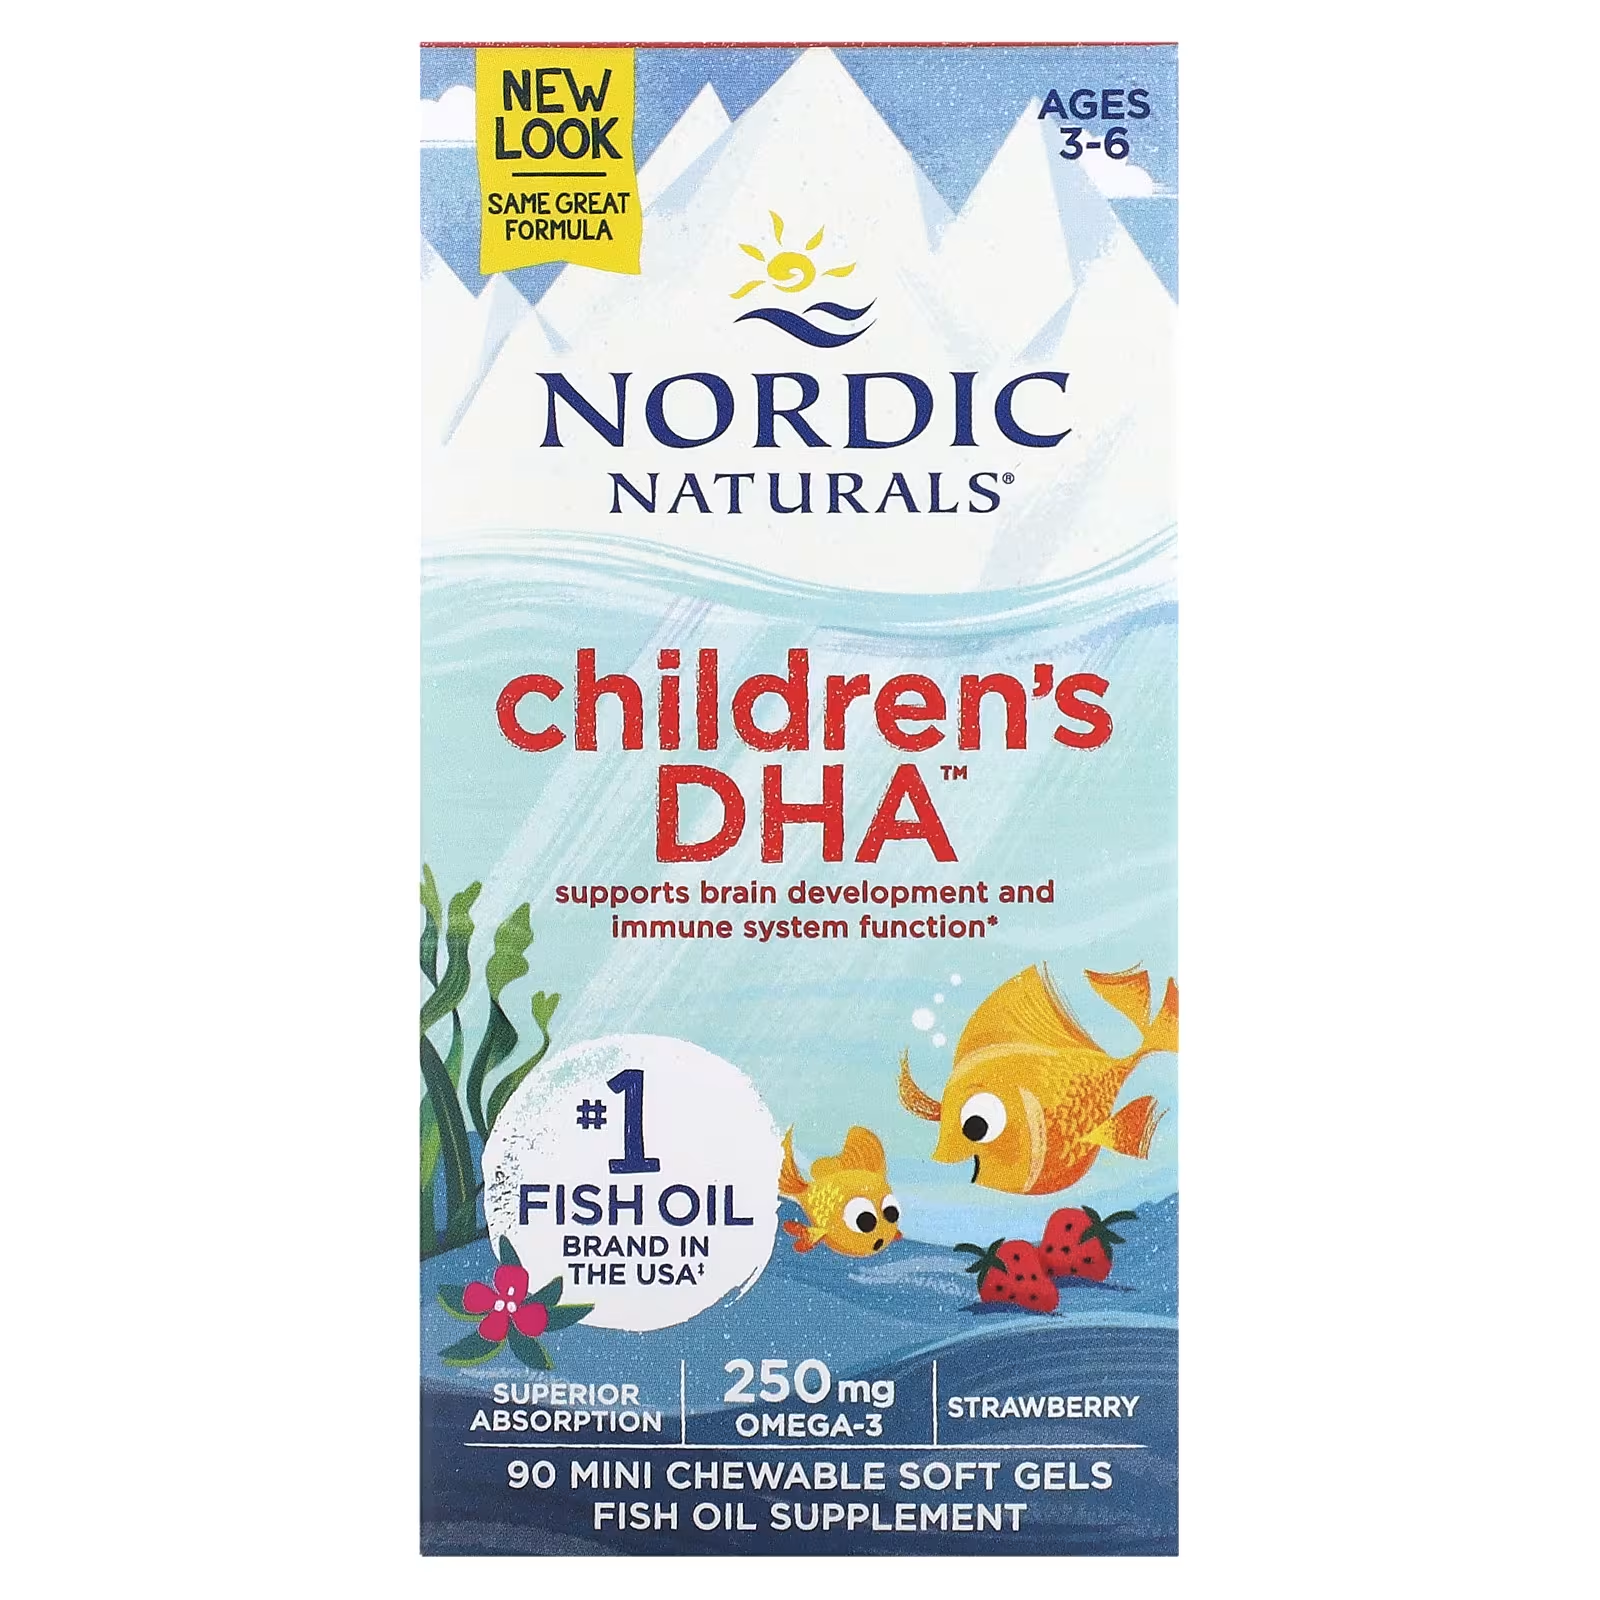 NEW
LOOK
SAME GREAT
FORMULA
AGES
3-6
NORDIC
NATURALS®
children's
DHA™
supports brain development and
immune system function*
#1
FISH OIL
BRAND IN
THE USA‡
SUPERIOR
ABSORPTION
250 mg
OMEGA-3
STRAWBERRY
90 MINI CHEWABLE SOFT GELS
FISH OIL SUPPLEMENT